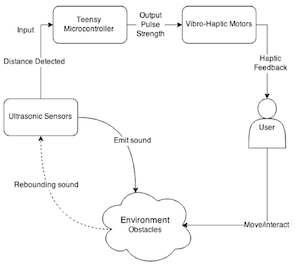 Input
Teensy
Microcontroller
Output
Pulse
Strength
Vibro-Haptic Motors
Distance Detected
Haptic
Feedback
Ultrasonic Sensors
User
Emit sound
Rebounding sound
Environment
Obstacles
Move/interact